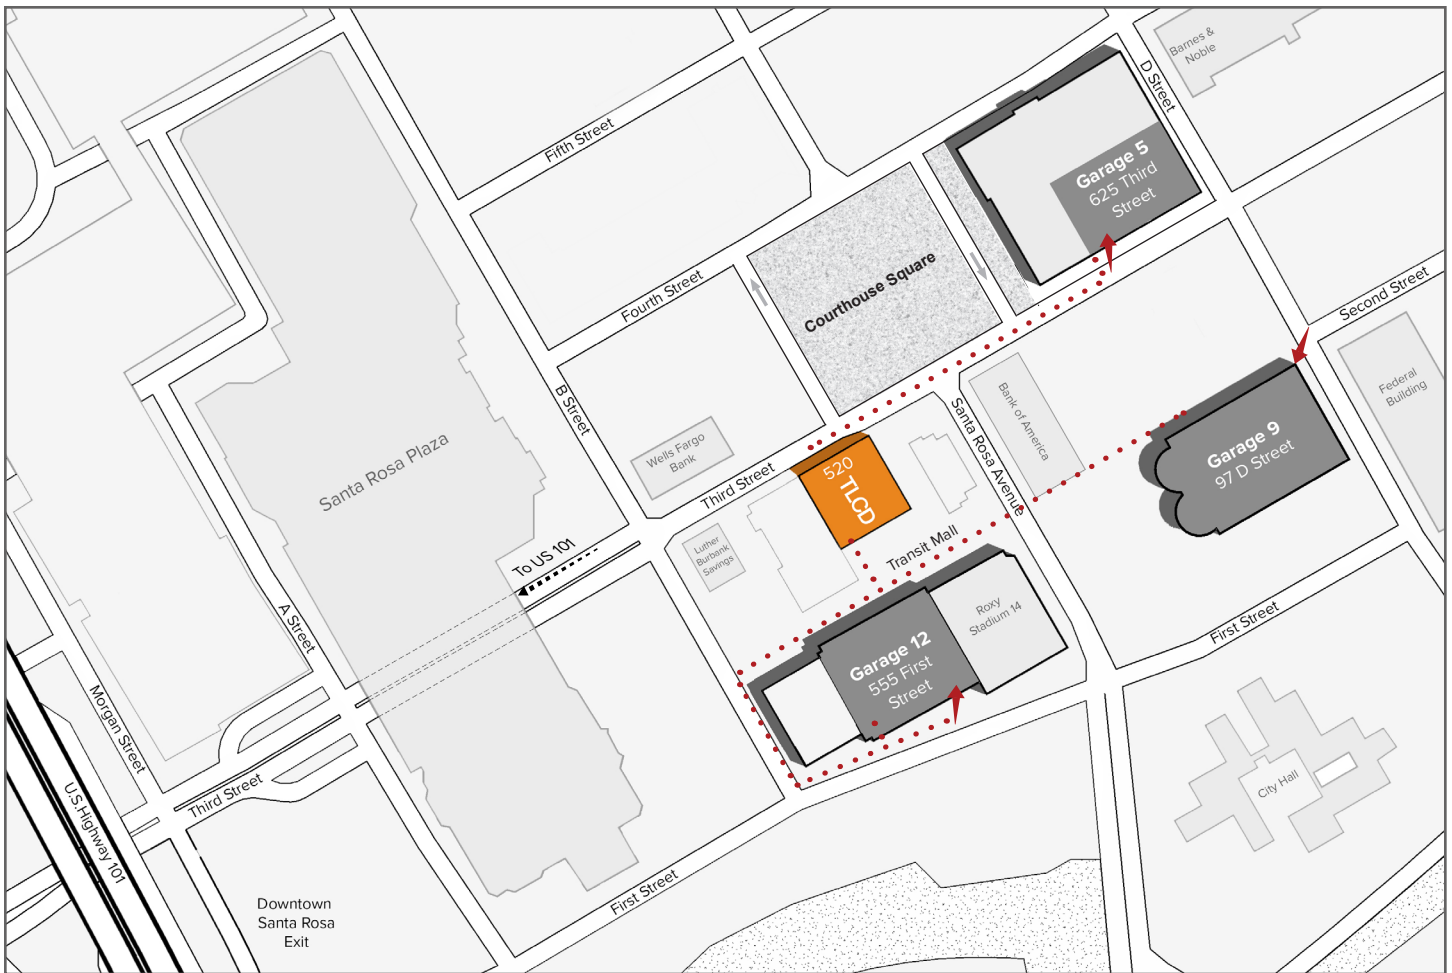 Barnes &
Noble
D Street
Fifth Street
Garage 5
625 Third
Street
Courthouse Square
Fourth Street
Second Street
Federal
Building
B Street
Santa Rosa Avenue
Bank of America
Santa Rosa Plaza
Wells Fargo
Bank
Third Street
520
TLCD
Garage 9
97 D Street
Luther
Burbank
Savings
Transit Mall
To US 101
A Street
Roxy
Stadium 14
Garage 12
555 First
Street
First Street
Morgan Street
Third Street
U.S.Highway 101
City Hall
First Street
Downtown
Santa Rosa
Exit